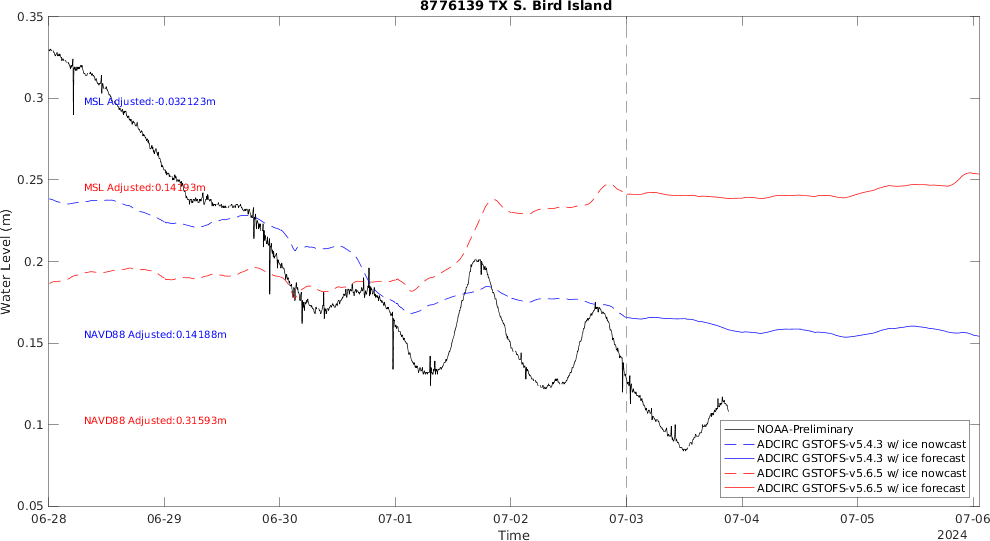 8776139 TX S. Bird Island
0.35
0.3
0.25
0.2
0.15
0.1
0.05
Water Level (m)
MSL Adjusted:-0.032123m
MSL Adjusted:0.14193m
NAVD88 Adjusted:0.14188m
NAVD88 Adjusted:0.31593m
NOAA-Preliminary
ADCIRC GSTOFS-v5.4.3 w/ ice nowcast
ADCIRC GSTOFS-v5.4.3 w/ ice forecast
ADCIRC GSTOFS-v5.6.5 w/ ice nowcast
ADCIRC GSTOFS-v5.6.5 w/ ice forecast
06-28 06-29 06-30 07-01 07-02 07-03 07-04 07-05 07-06
Time
2024